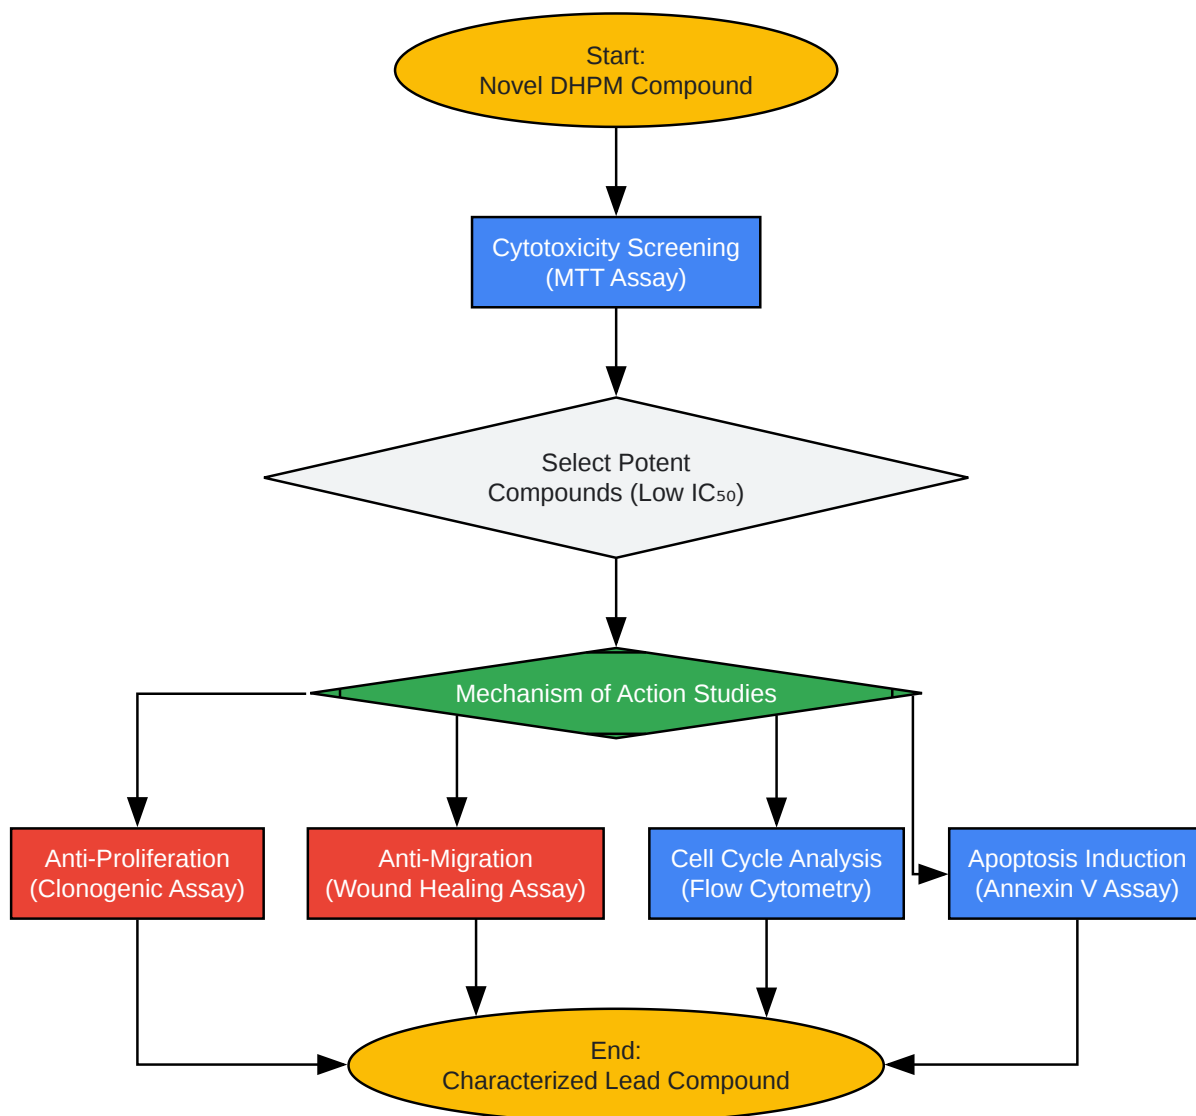 Start:
Novel DHPM Compound
Cytotoxicity Screening
(MTT Assay)
Select Potent
Compounds (Low IC₅₀)
Mechanism of Action Studies
Anti-Proliferation
(Clonogenic Assay)
Anti-Migration
(Wound Healing Assay)
Cell Cycle Analysis
(Flow Cytometry)
Apoptosis Induction
(Annexin V Assay)
End:
Characterized Lead Compound